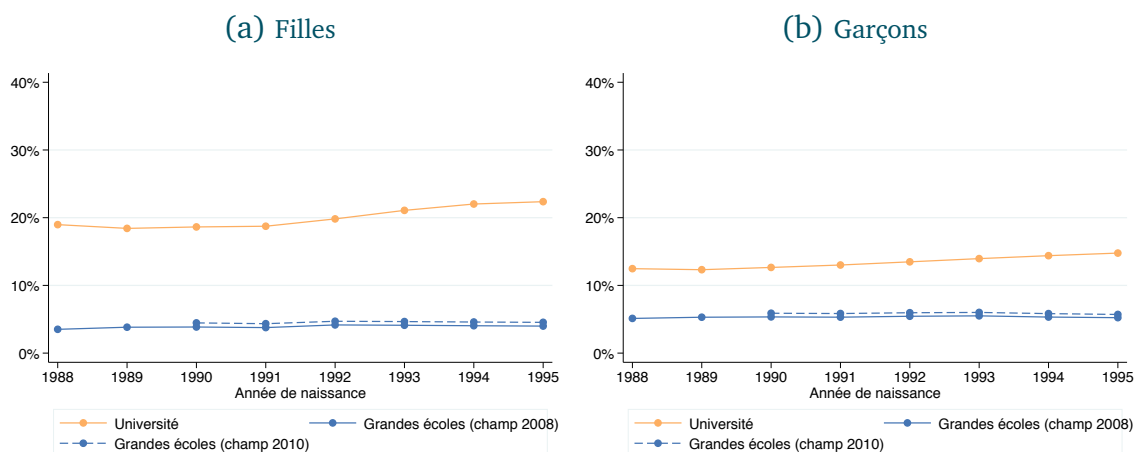 (a) Filles
40%
30%
20%
10%
0%
1988 1989 1990 1991 1992 1993 1994 1995
Année de naissance
Université
Grandes écoles (champ 2008)
Grandes écoles (champ 2010)
(b) Garçons
40%
30%
20%
10%
0%
1988 1989 1990 1991 1992 1993 1994 1995
Année de naissance
Université
Grandes écoles (champ 2008)
Grandes écoles (champ 2010)